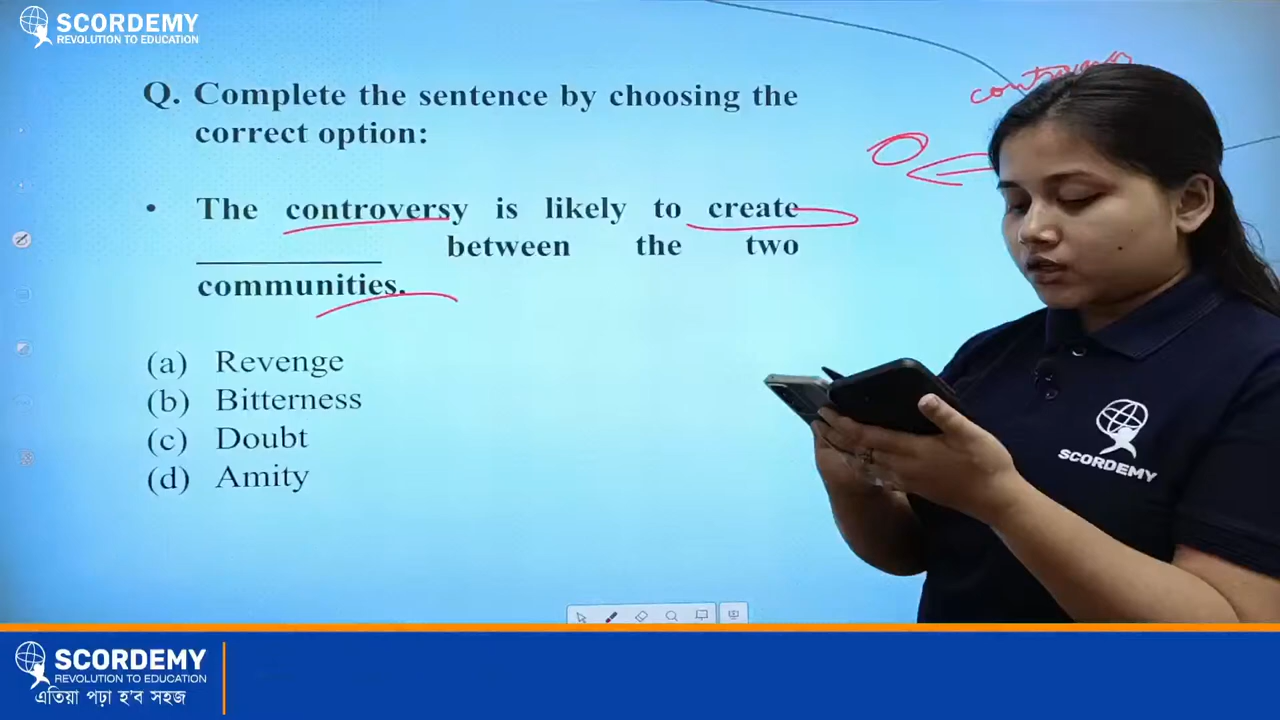 SCORDEMY
REVOLUTION TO EDUCATION
Q. Complete the sentence by choosing the
correct option:
• The controversy is likely to create
____________ between the two
communities.
(a) Revenge
(b) Bitterness
(c) Doubt
(d) Amity
SCORDEMY
SCORDEMY
REVOLUTION TO EDUCATION
এতিয়া পঢ়া হ'ব সহজ